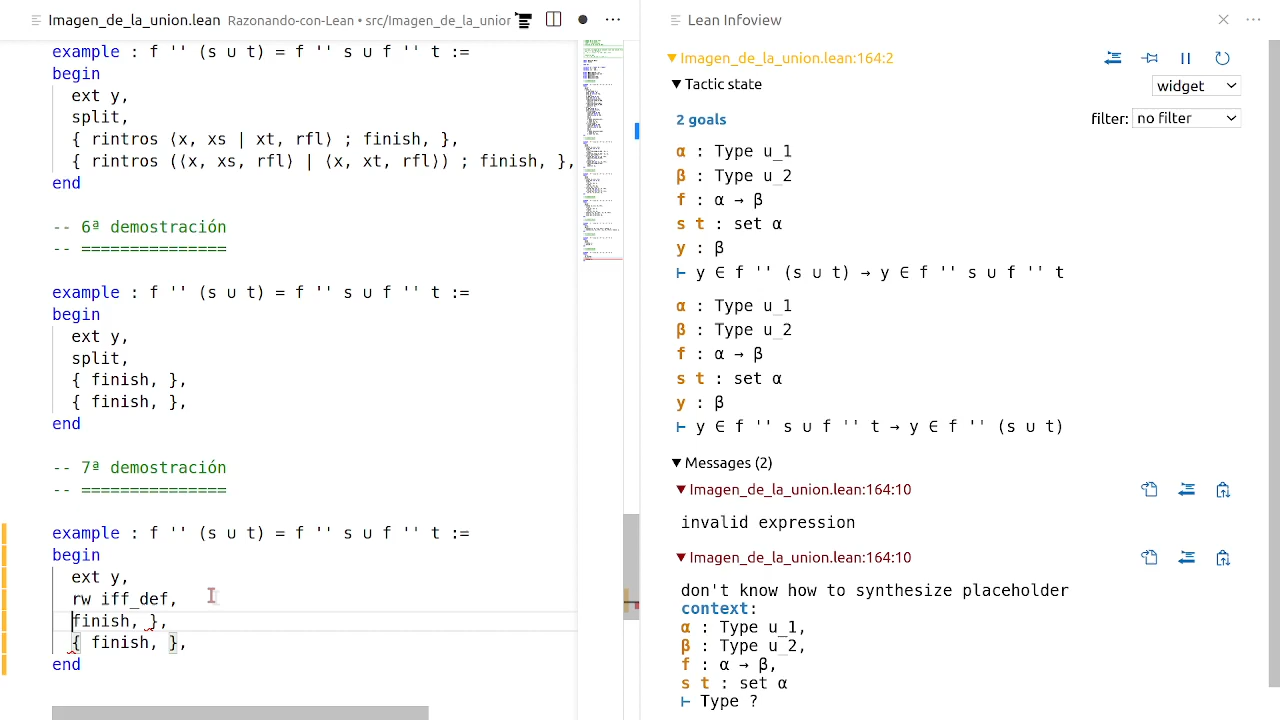 Imagen_de_la_union.lean Razonando-con-Lean • src/Imagen_de_la_unior
example : f '' (s ∪ t) = f '' s ∪ f '' t :=
begin
ext y,
split,
{ rintros ⟨x, xs | xt, rfl⟩ ; finish, },
{ rintros (⟨x, xs, rfl⟩ | ⟨x, xt, rfl⟩) ; finish, },
end
-- 6ª demostración
-- ===============
example : f '' (s ∪ t) = f '' s ∪ f '' t :=
begin
ext y,
split,
{ finish, },
{ finish, },
end
-- 7ª demostración
-- ===============
example : f '' (s ∪ t) = f '' s ∪ f '' t :=
begin
ext y,
rw iff_def,
finish, },
{ finish, },
end
Lean Infoview
Imagen_de_la_union.lean:164:2
Tactic state
widget
2 goals
filter: no filter
α : Type u_1
β : Type u_2
f : α → β
s t : set α
y : β
⊢ y ∈ f '' (s ∪ t) → y ∈ f '' s ∪ f '' t
α : Type u_1
β : Type u_2
f : α → β
s t : set α
y : β
⊢ y ∈ f '' s ∪ f '' t → y ∈ f '' (s ∪ t)
Messages (2)
Imagen_de_la_union.lean:164:10
invalid expression
Imagen_de_la_union.lean:164:10
don't know how to synthesize placeholder
context:
α : Type u_1,
β : Type u_2,
f : α → β,
s t : set α
⊢ Type ?